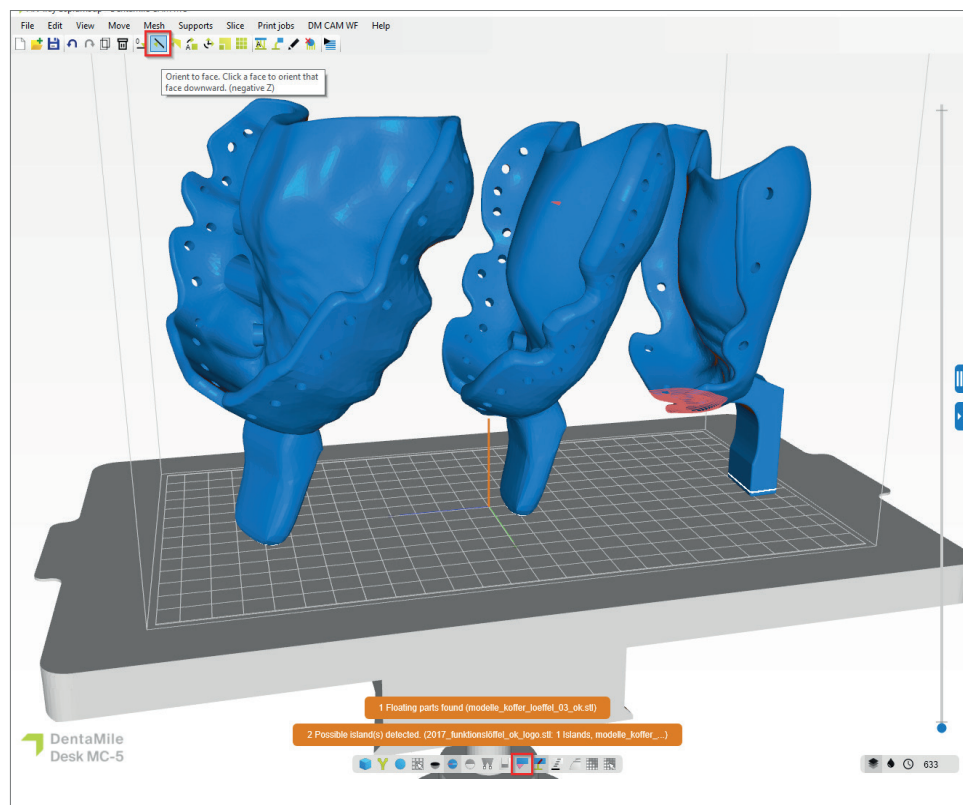 File Edit View Move Mesh Supports Slice Print jobs DM CAM WF Help
Orient to face. Click a face to orient that
face downward. (negative Z)
1 Floating parts found (modelle_koffer_loeffel_03_ok.stl)
2 Possible island(s) detected. (2017_funktionslöffel_ok_logo.stl: 1 Islands, modelle_koffer_...)
DentaMile
Desk MC-5
633